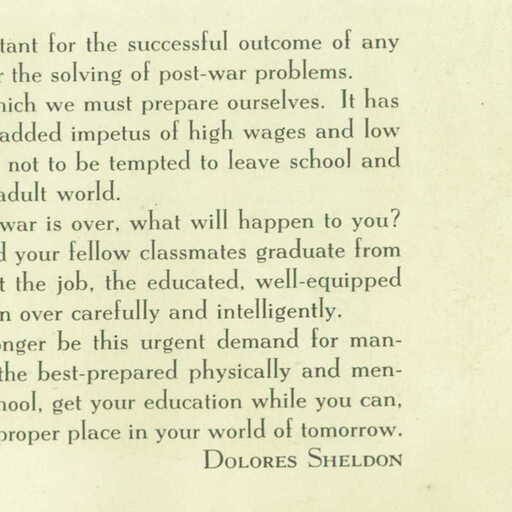 tant for the successful outcome of any
r the solving of post-war problems.
hich we must prepare ourselves. It has
added impetus of high wages and low
not to be tempted to leave school and
adult world.
war is over, what will happen to you?
d your fellow classmates graduate from
t the job, the educated, well-equipped
n over carefully and intelligently.
onger be this urgent demand for man-
the best-prepared physically and men-
hool, get your education while you can,
proper place in your world of tomorrow.
DOLORES SHELDON